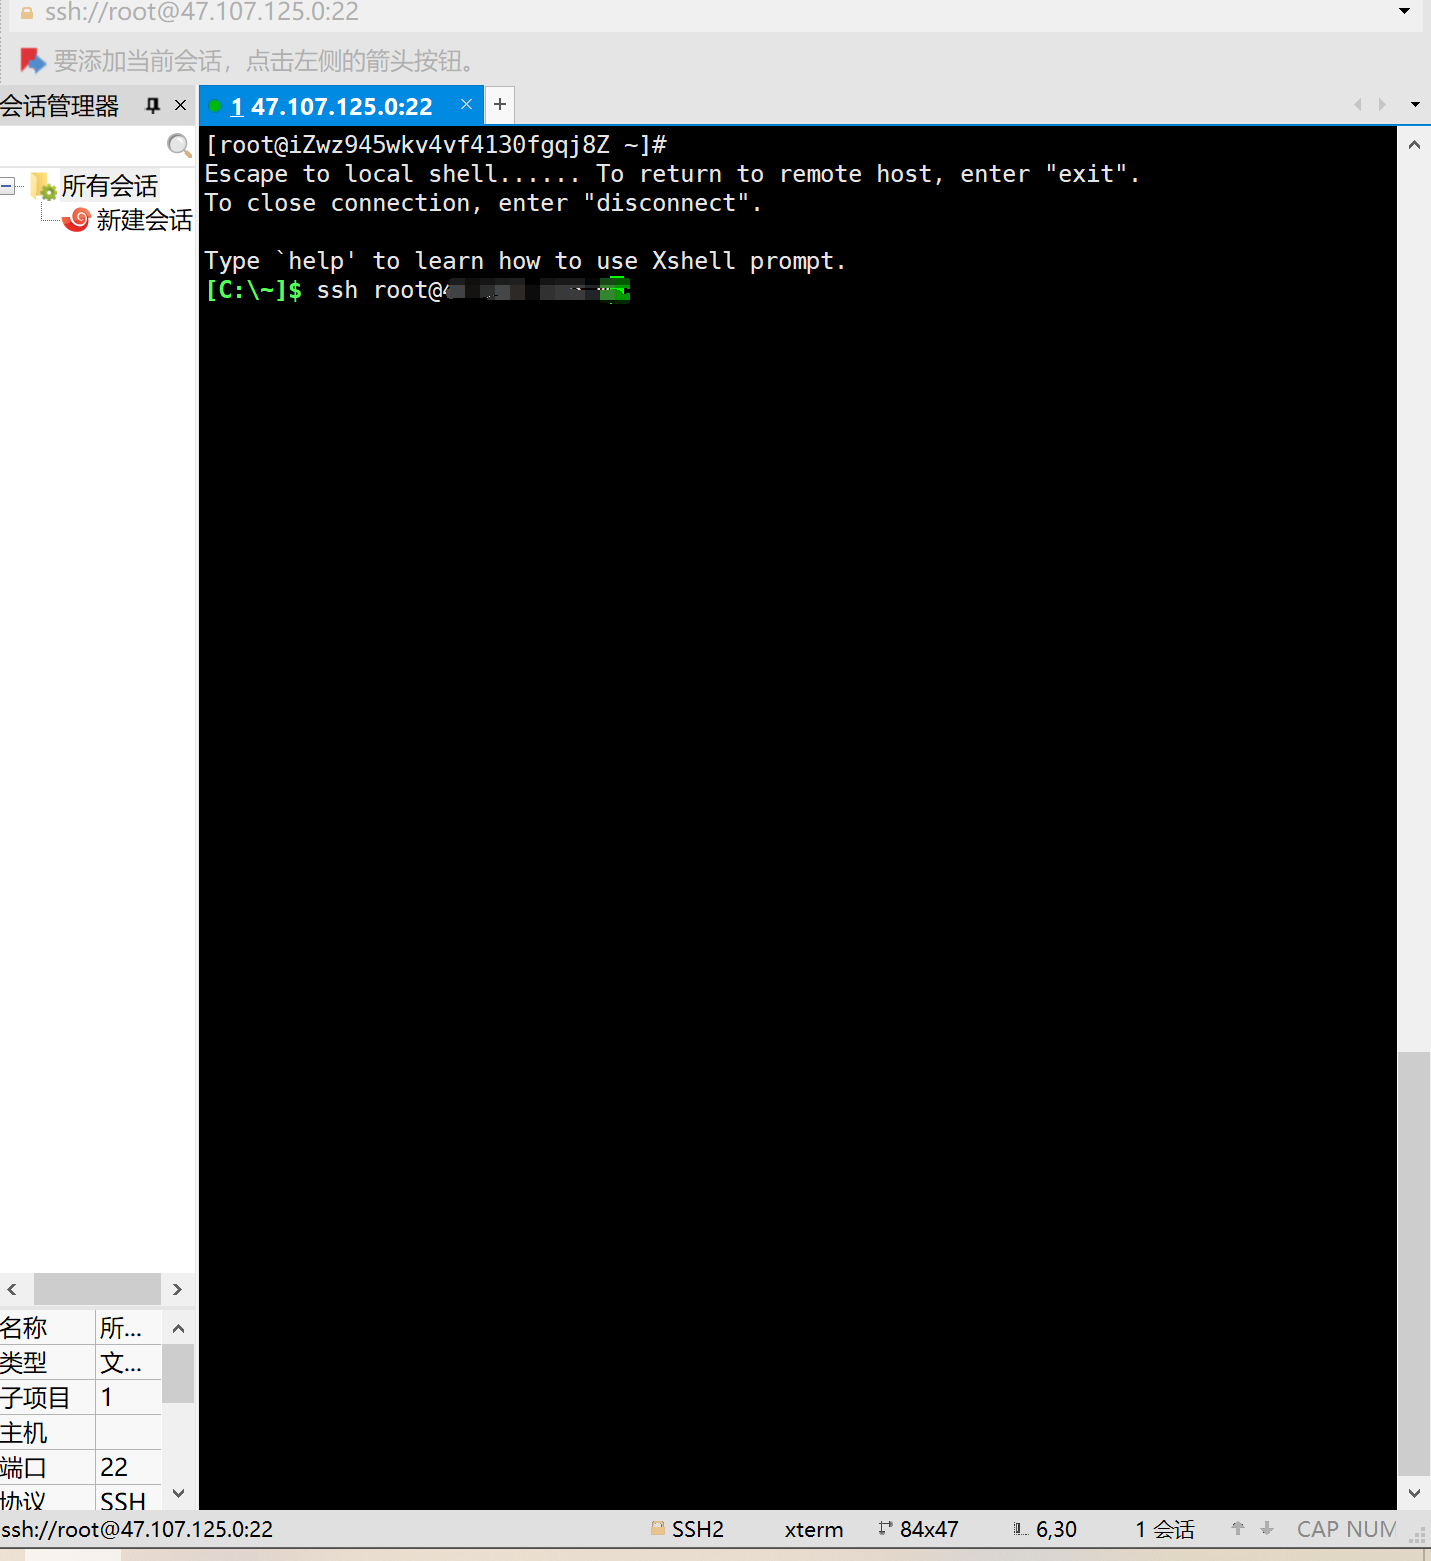 ssh://root@47.107.125.0:22
要添加当前会话，点击左侧的箭头按钮。
会话管理器
1 47.107.125.0:22
+
所有会话
新建会话
[root@iZwz945wkv4vf4130fgqj8Z ~]#
Escape to local shell...... To return to remote host, enter "exit".
To close connection, enter "disconnect".
Type `help' to learn how to use Xshell prompt.
[C:\~]$ ssh root@
名称 所...
类型 文...
子项目 1
主机
端口 22
协议 SSH
ssh://root@47.107.125.0:22 SSH2 xterm 84x47 6,30 1 会话 CAP NUM